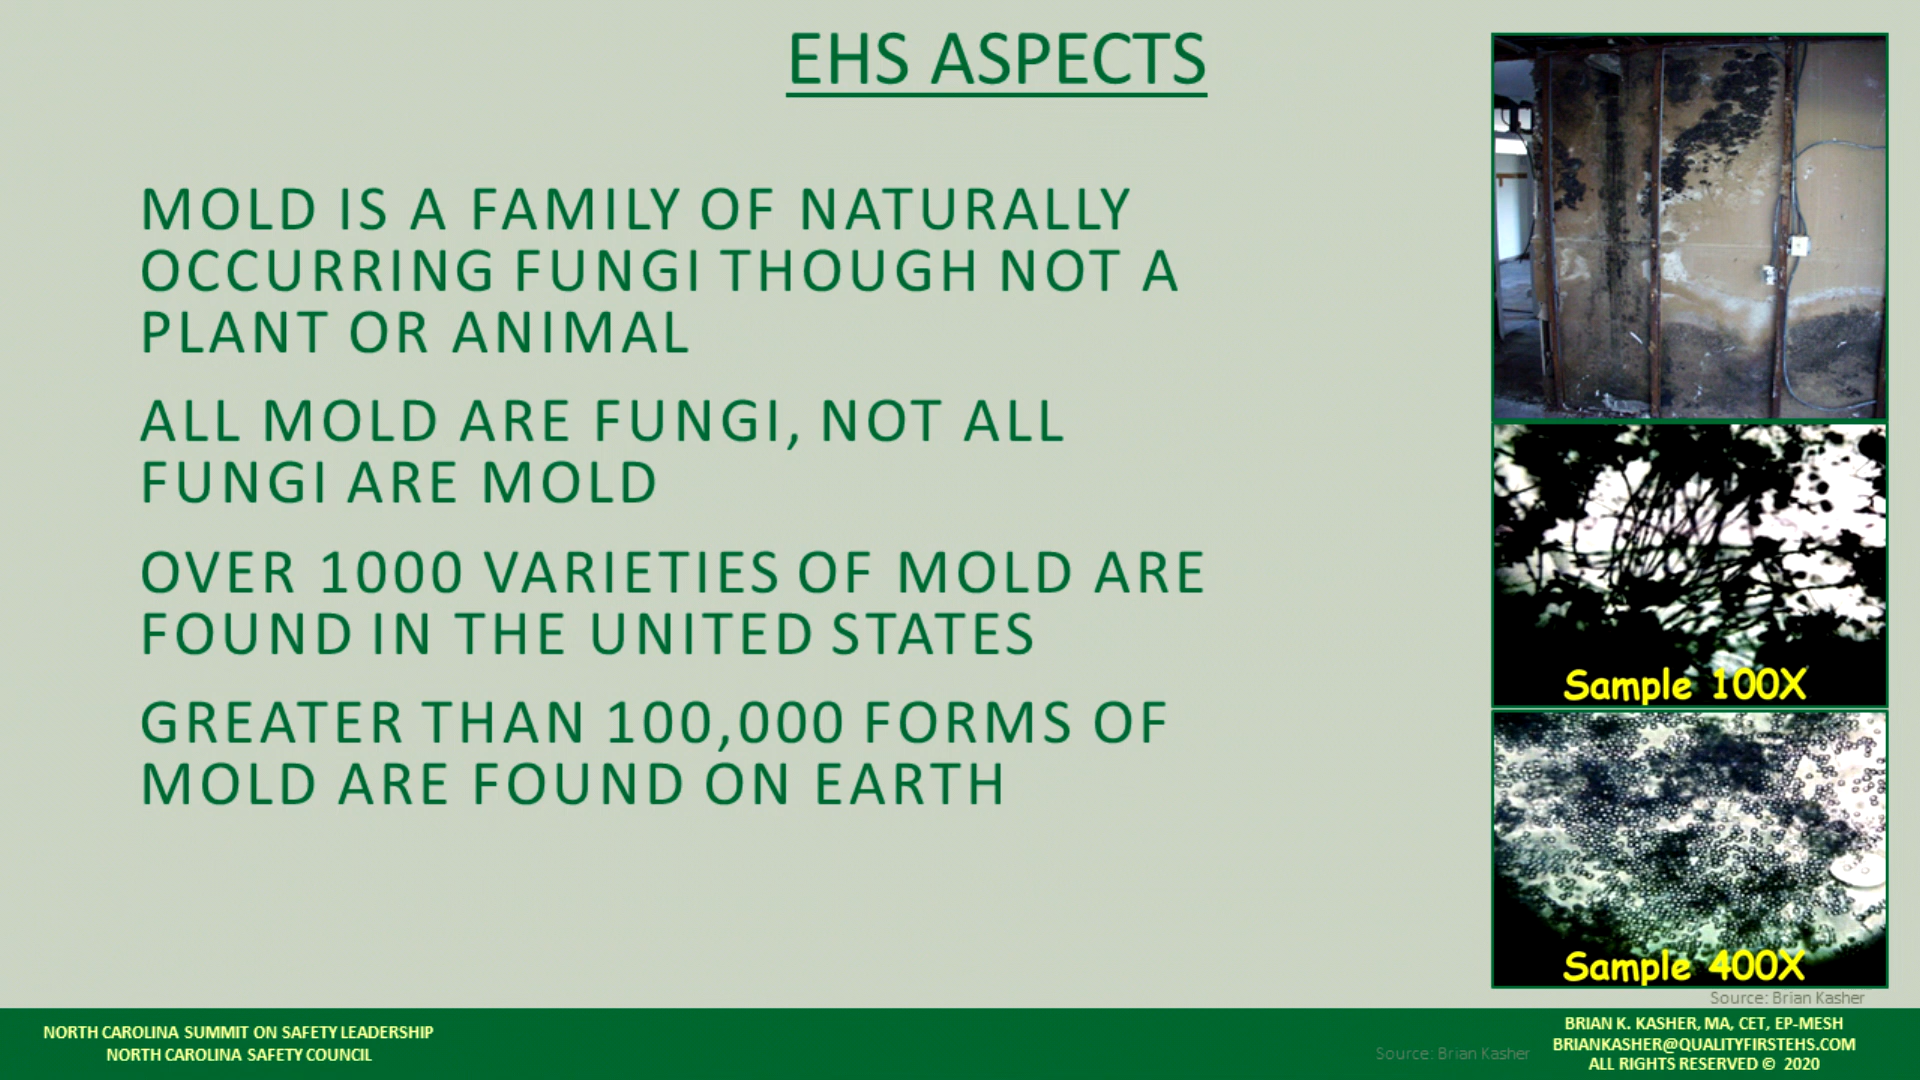 EHS ASPECTS
MOLD IS A FAMILY OF NATURALLY
OCCURRING FUNGI THOUGH NOT A
PLANT OR ANIMAL
ALL MOLD ARE FUNGI, NOT ALL
FUNGI ARE MOLD
OVER 1000 VARIETIES OF MOLD ARE
FOUND IN THE UNITED STATES
GREATER THAN 100,000 FORMS OF
MOLD ARE FOUND ON EARTH
Sample 100X
Sample 400X
Source: Brian Kasher
NORTH CAROLINA SUMMIT ON SAFETY LEADERSHIP
NORTH CAROLINA SAFETY COUNCIL
Source: Brian Kasher
BRIAN K. KASHER, MA, CET, EP-MESH
BRIANKASHER@QUALITYFIRSTEHS.COM
ALL RIGHTS RESERVED © 2020